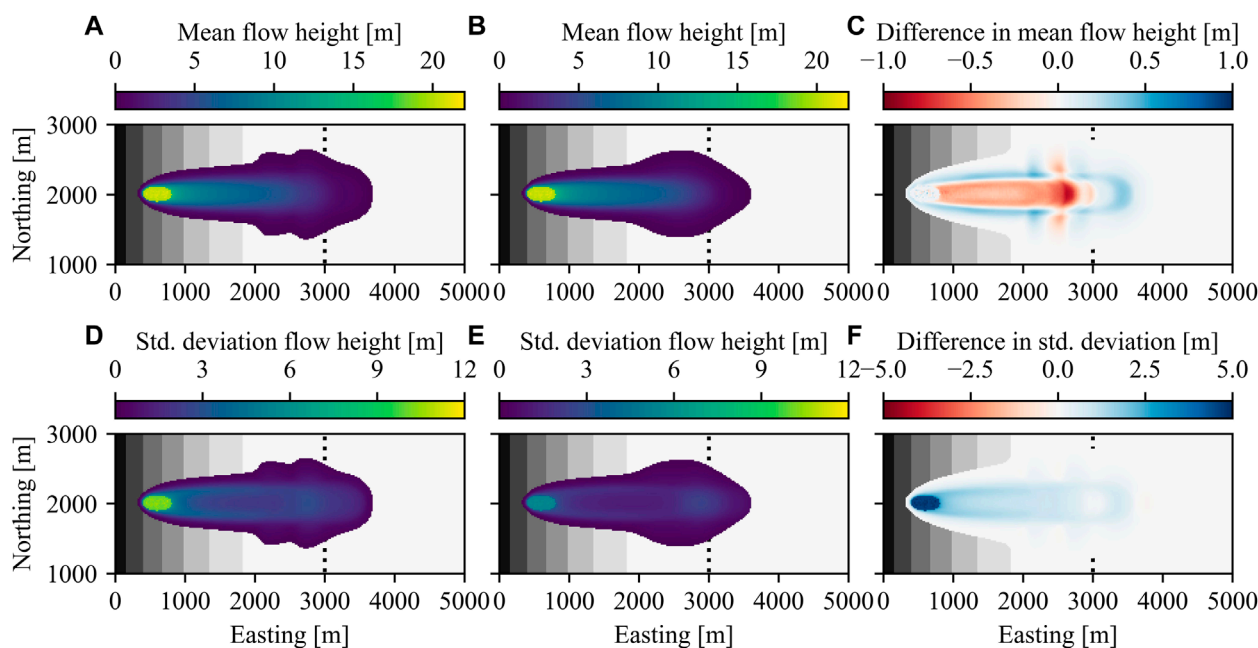 A Mean flow height [m] B Mean flow height [m] C Difference in mean flow height [m]
0 5 10 15 20 0 5 10 15 20 −1.0 −0.5 0.0 0.5 1.0
Northing [m]
3000
2000
1000
0 1000 2000 3000 4000 5000 0 1000 2000 3000 4000 5000 0 1000 2000 3000 4000 5000
D Std. deviation flow height [m] E Std. deviation flow height [m] F Difference in std. deviation [m]
0 3 6 9 12 0 3 6 9 12 −5.0 −2.5 0.0 2.5 5.0
Northing [m]
3000
2000
1000
0 1000 2000 3000 4000 5000 0 1000 2000 3000 4000 5000 0 1000 2000 3000 4000 5000
Easting [m] Easting [m] Easting [m]